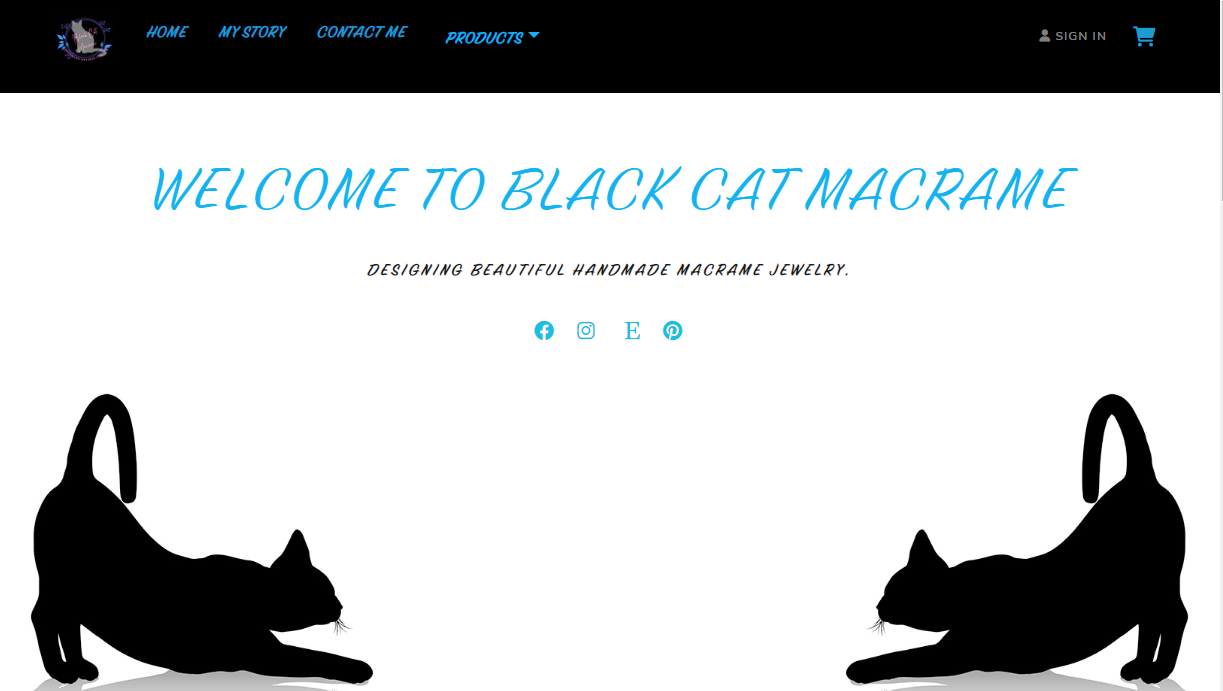 HOME MY STORY CONTACT ME PRODUCTS SIGN IN
WELCOME TO BLACK CAT MACRAME
DESIGNING BEAUTIFUL HANDMADE MACRAME JEWELRY.
E